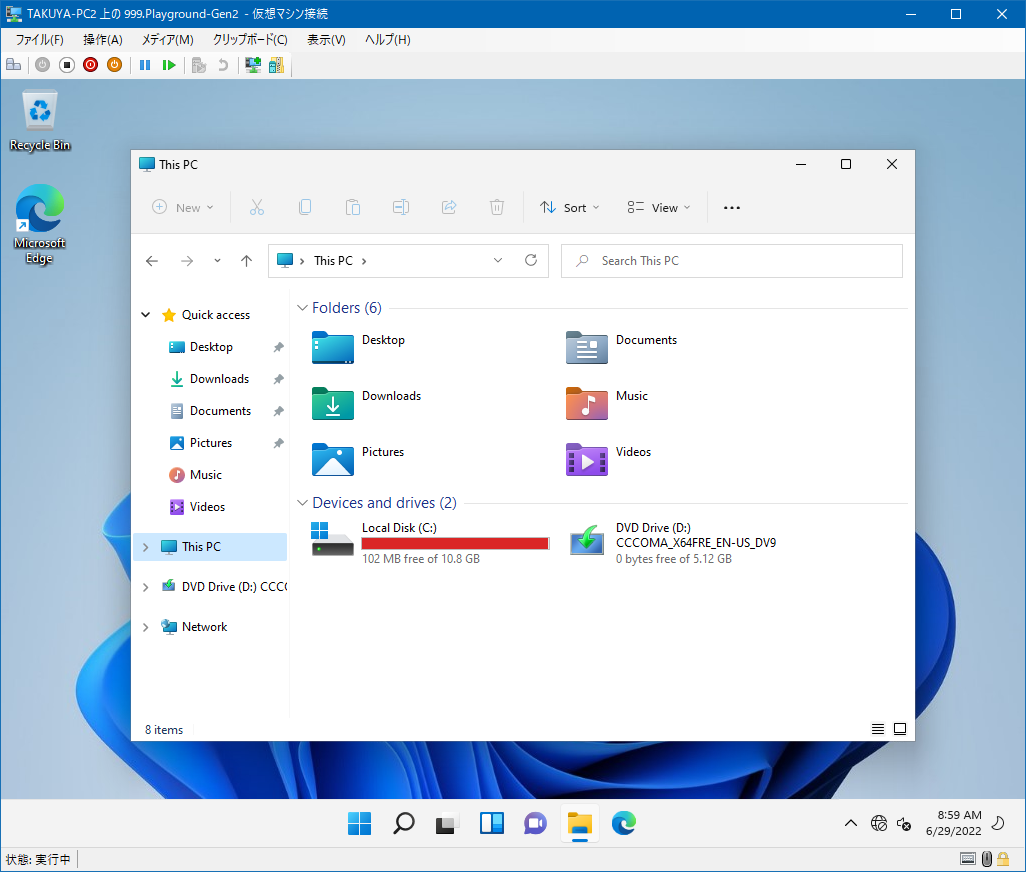 TAKUYA-PC2 上の 999.Playground-Gen2 - 仮想マシン接続
ファイル(F) 操作(A) メディア(M) クリップボード(C) 表示(V) ヘルプ(H)
Recycle Bin
Microsoft
Edge
This PC
New Sort View
This PC
Search This PC
Quick access
Desktop
Downloads
Documents
Pictures
Music
Videos
This PC
DVD Drive (D:) CCC
Network
Folders (6)
Desktop
Documents
Downloads
Music
Pictures
Videos
Devices and drives (2)
Local Disk (C:)
102 MB free of 10.8 GB
DVD Drive (D:)
CCCOMA_X64FRE_EN-US_DV9
0 bytes free of 5.12 GB
8 items
8:59 AM
6/29/2022
状態: 実行中